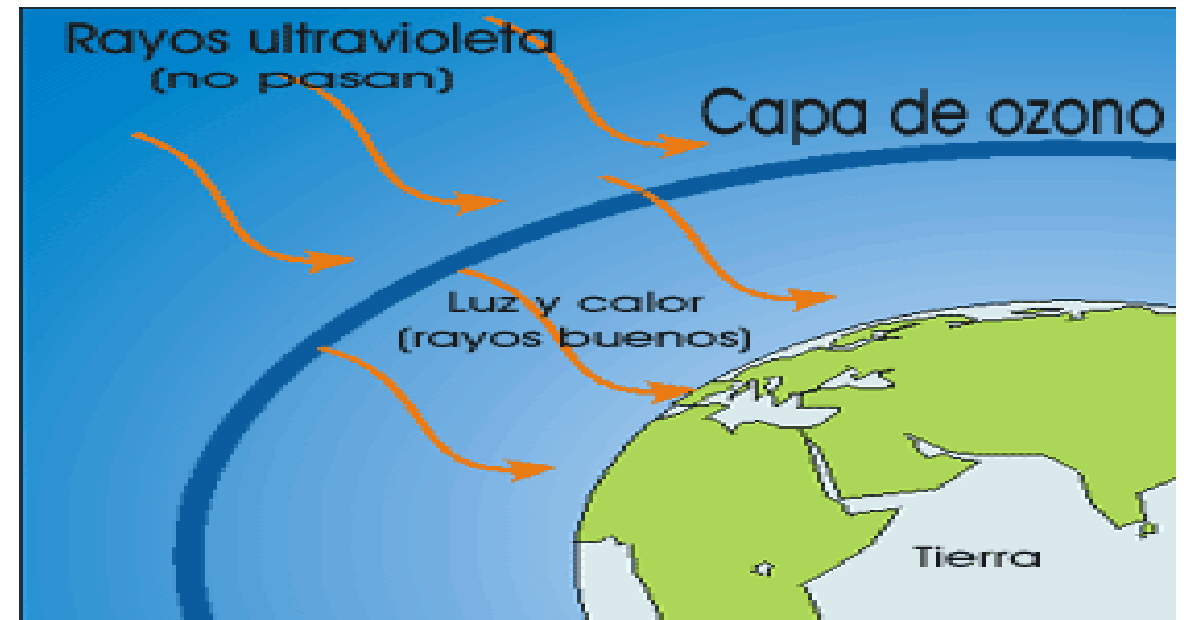 Rayos ultravioleta
(no pasan)
Capa de ozono
Luz y calor
(rayos buenos)
Tierra